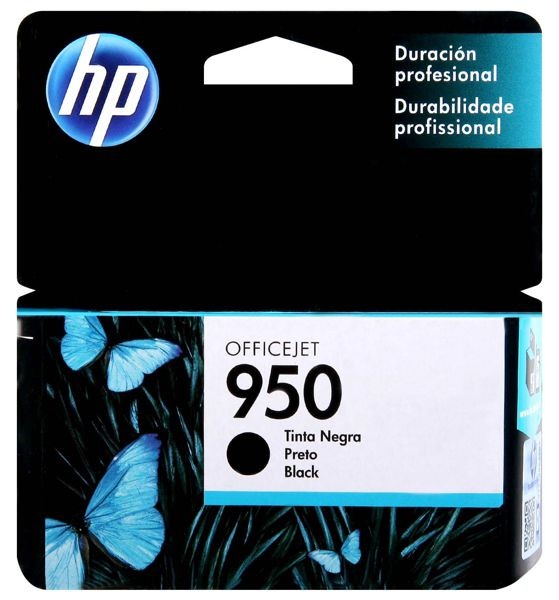 hp
Duración
profesional
Durabilidade
profissional
OFFICEJET
950
Tinta Negra
Preto
Black